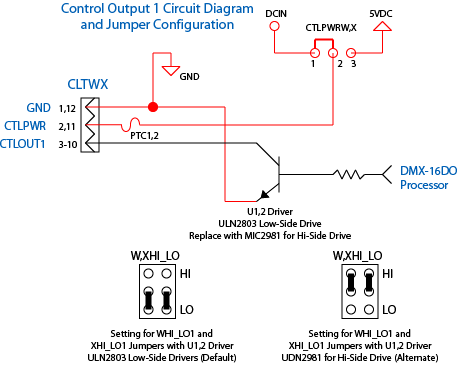 Control Output 1 Circuit Diagram
and Jumper Configuration
DCIN
CTLPWRW,X
5VDC
1 2 3
GND
CLTWX
GND 1,12
CTLPWR 2,11
PTC1,2
CTLOUT1 3-10
DMX-16DO
Processor
U1,2 Driver
ULN2803 Low-Side Drive
Replace with MIC2981 for Hi-Side Drive
W,XHI_LO
HI
LO
Setting for WHI_LO1 and
XHI_LO1 Jumpers with U1,2 Driver
ULN2803 Low-Side Drivers (Default)
W,XHI_LO
HI
LO
Setting for WHI_LO1 and
XHI_LO1 Jumpers with U1,2 Driver
UDN2981 for Hi-Side Drive (Alternate)